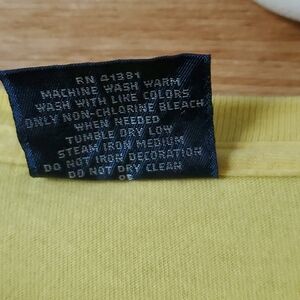 RN 41381
MACHINE WASH WARM
WASH WITH LIKE COLORS
ONLY NON-CHLORINE BLEACH
WHEN NEEDED
TUMBLE DRY LOW
STEAM IRON MEDIUM
DO NOT IRON DECORATION
DO NOT DRY CLEAN